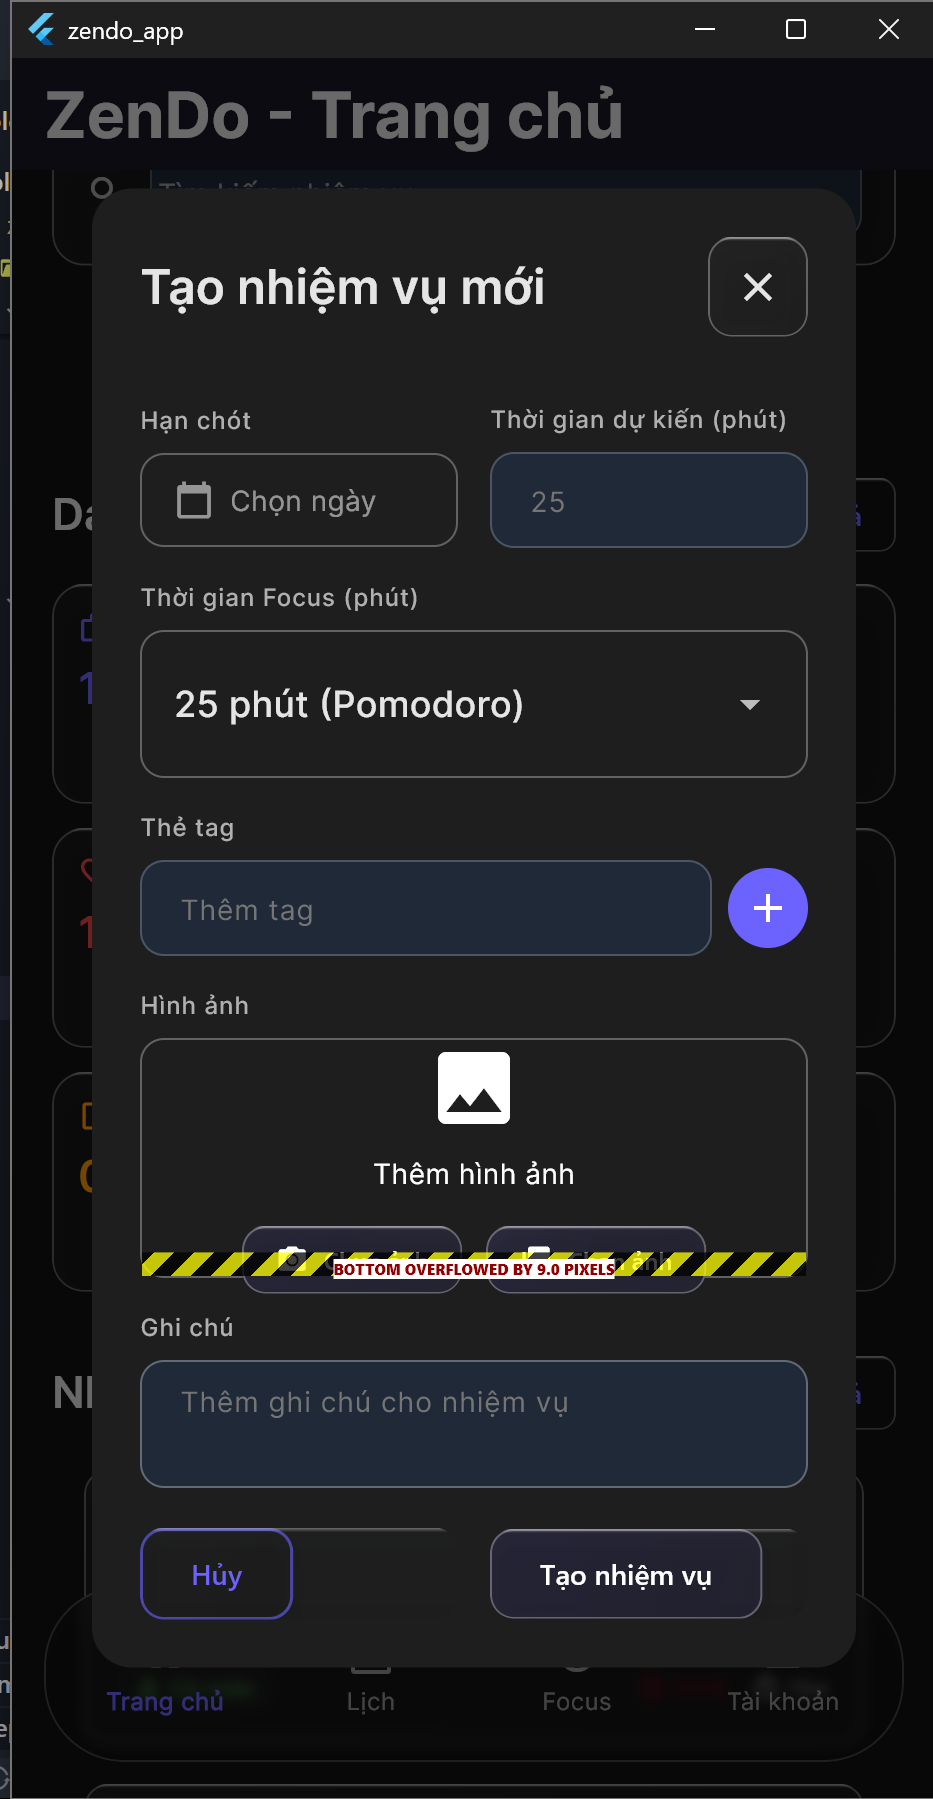 zendo_app
ZenDo - Trang chủ
Tạo nhiệm vụ mới
Hạn chót
Thời gian dự kiến (phút)
Chọn ngày
25
Thời gian Focus (phút)
25 phút (Pomodoro)
Thẻ tag
Thêm tag
Hình ảnh
Thêm hình ảnh
ảnh
BOTTOM OVERFLOWED BY 9.0 PIXELS
Ghi chú
Thêm ghi chú cho nhiệm vụ
Hủy
Tạo nhiệm vụ
Trang chủ
Lịch
Focus
Tài khoản